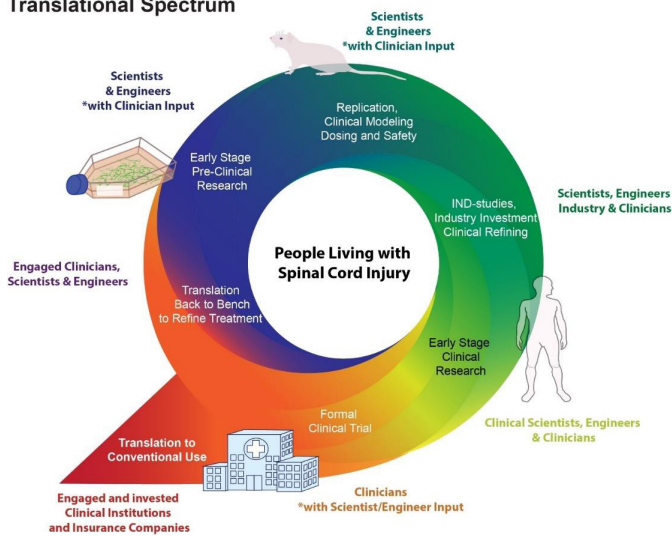 Translational Spectrum
Scientists
& Engineers
*with Clinician Input
Scientists
& Engineers
*with Clinician Input
Replication,
Clinical Modeling
Dosing and Safety
Early Stage
Pre-Clinical
Research
IND-studies,
Industry Investment
Clinical Refining
Scientists, Engineers
Industry & Clinicians
People Living with
Spinal Cord Injury
Engaged Clinicians,
Scientists & Engineers
Translation
Back to Bench
to Refine Treatment
Early Stage
Clinical
Research
Formal
Clinical Trial
Clinical Scientists, Engineers
& Clinicians
Translation to
Conventional Use
Clinicians
*with Scientist/Engineer Input
Engaged and invested
Clinical Institutions
and Insurance Companies